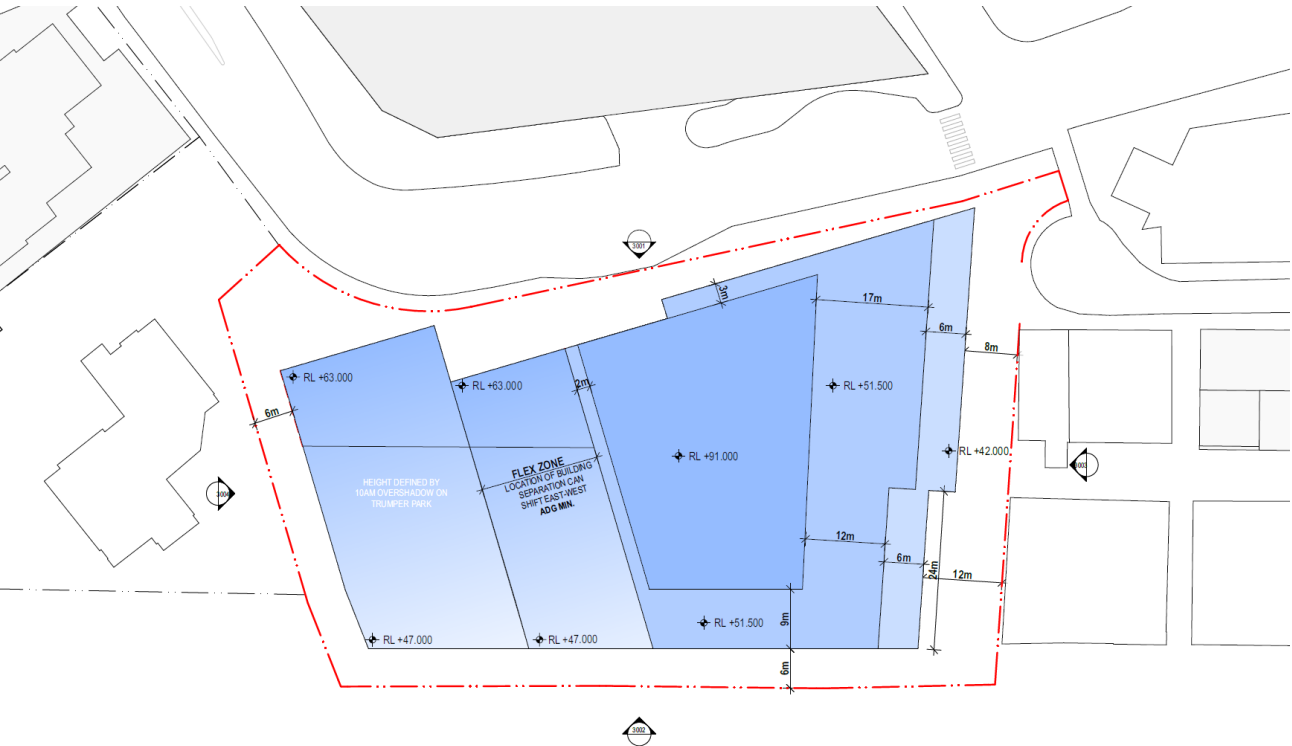 3001
3m
17m
6m
8m
RL +63.000
RL +63.000
2m
RL +51.500
6m
RL +91.000
RL +42.000
FLEX ZONE
LOCATION OF BUILDING
SEPARATION CAN
SHIFT EAST-WEST
ADG MIN.
HEIGHT DEFINED BY
10AM OVERSHADOW ON
TRUMPER PARK
3004
3003
12m
6m
24m
12m
RL +51.500
9m
RL +47.000
RL +47.000
6m
3002